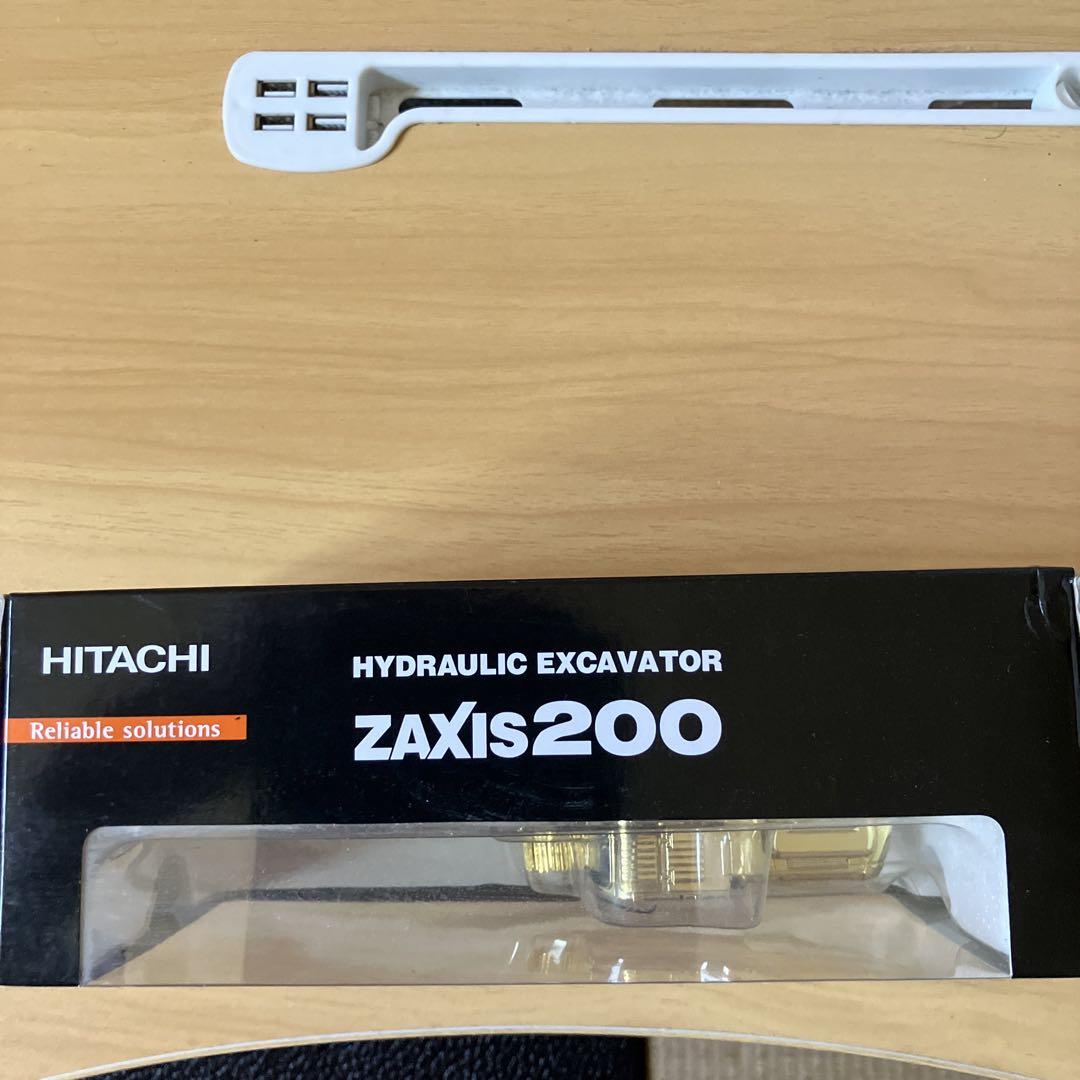 HITACHI
Reliable solutions
HYDRAULIC EXCAVATOR
ZAXIS200